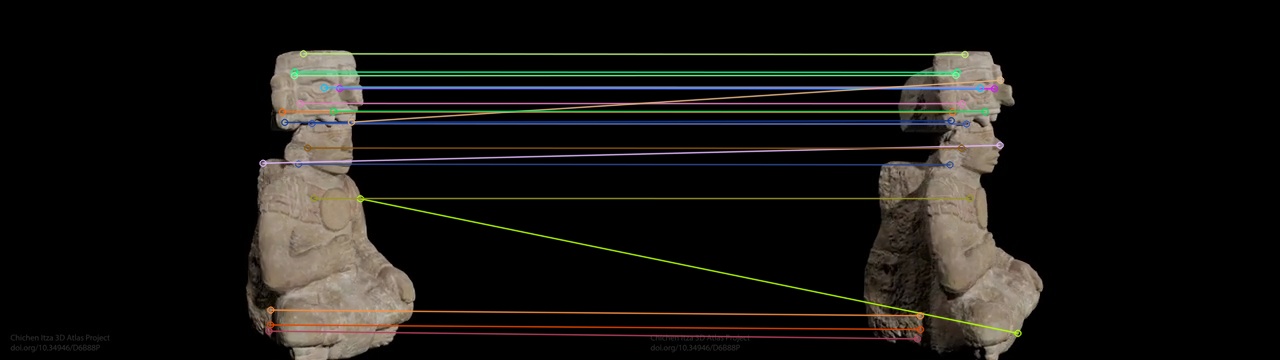 Chichen Itza 3D Atlas Project
doi.org/10.34946/D6B88P
Chichen Itza 3D Atlas Project
doi.org/10.34946/D6B88P